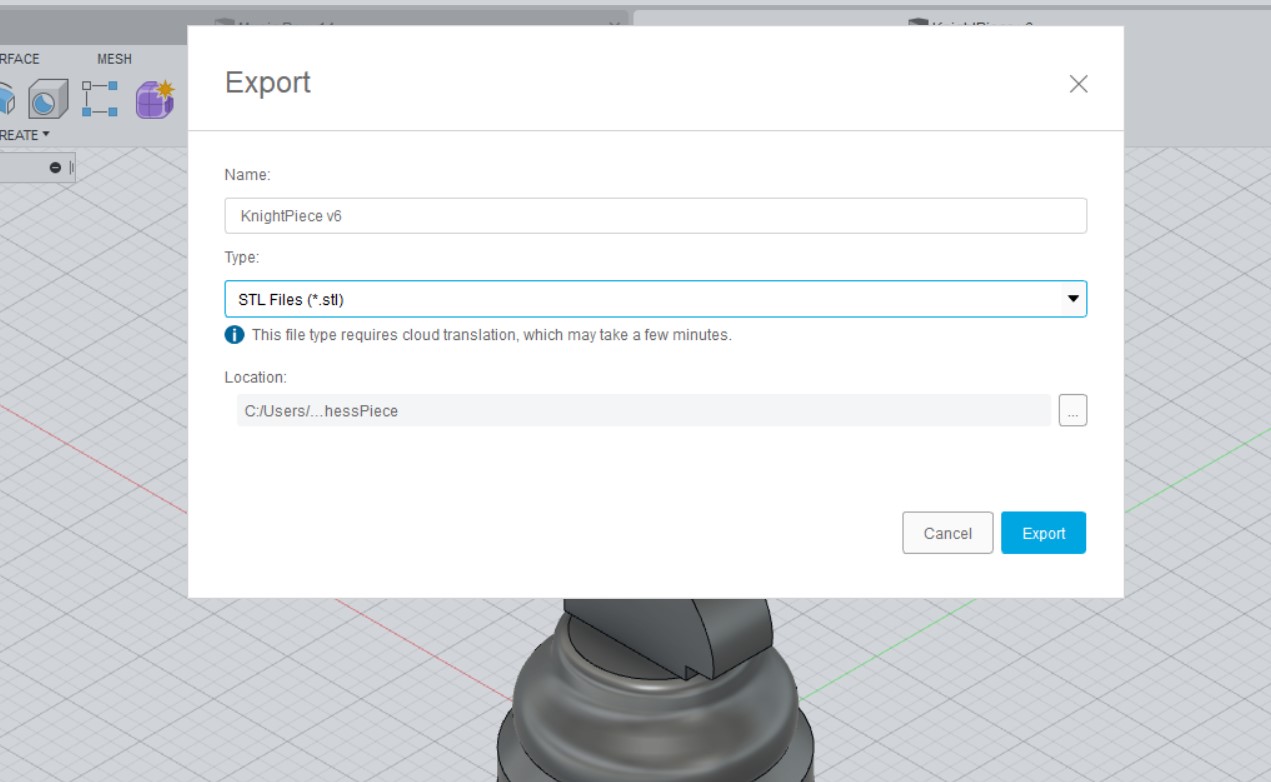 RFACE
MESH
REATE
Export
Name:
KnightPiece v6
Type:
STL Files (*.stl)
This file type requires cloud translation, which may take a few minutes.
Location:
C:/Users/...hessPiece
...
Cancel
Export